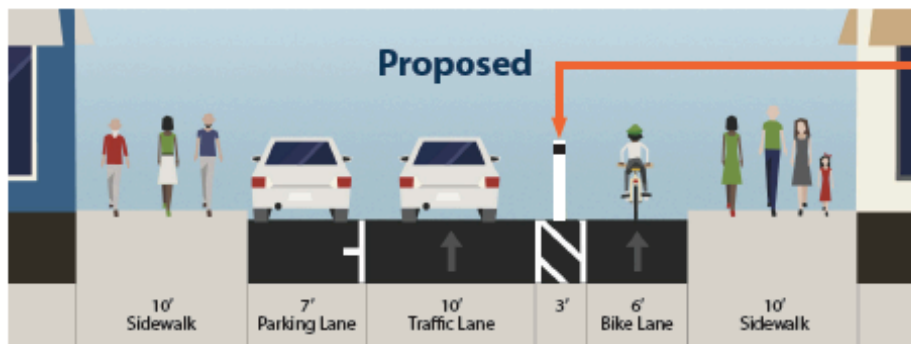 Proposed
10′
Sidewalk
7′
Parking Lane
10′
Traffic Lane
3′
6′
Bike Lane
10′
Sidewalk